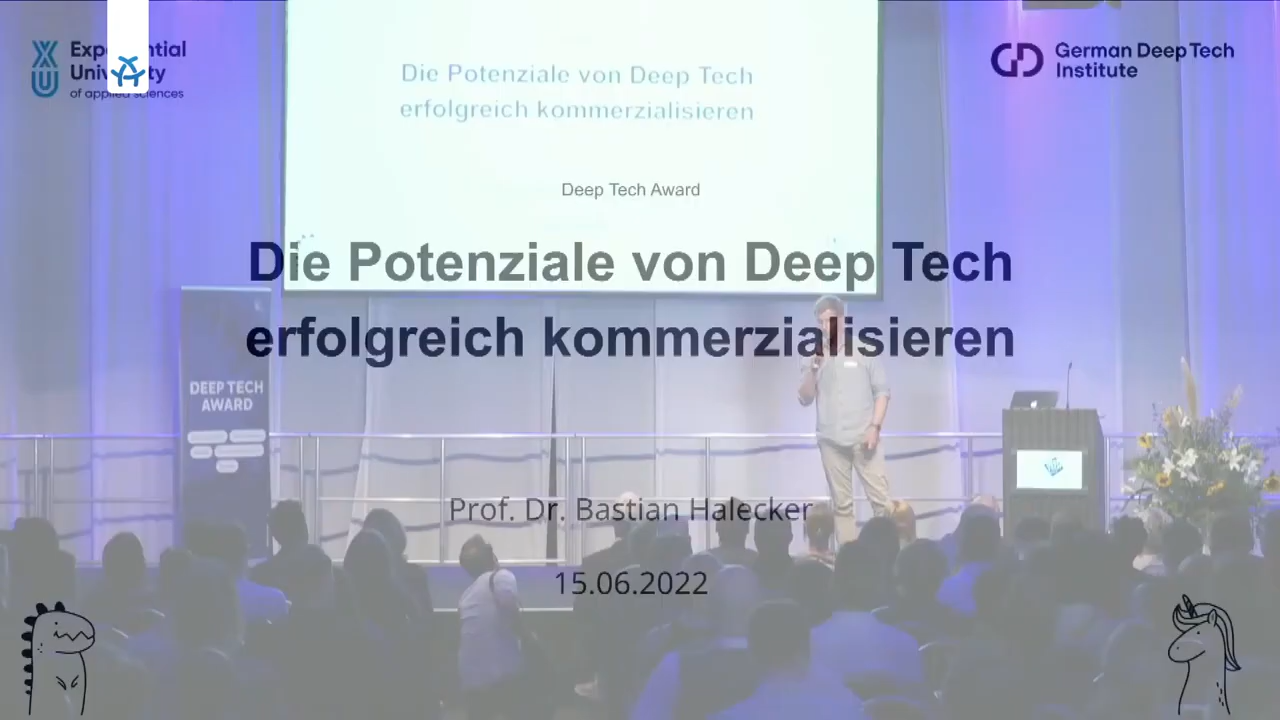 Exponential
University
of applied sciences
German Deep Tech
Institute
Die Potenziale von Deep Tech
erfolgreich kommerzialisieren
Deep Tech Award
Die Potenziale von Deep Tech
erfolgreich kommerzialisieren
DEEP TECH
AWARD
Prof. Dr. Bastian Halecker
15.06.2022